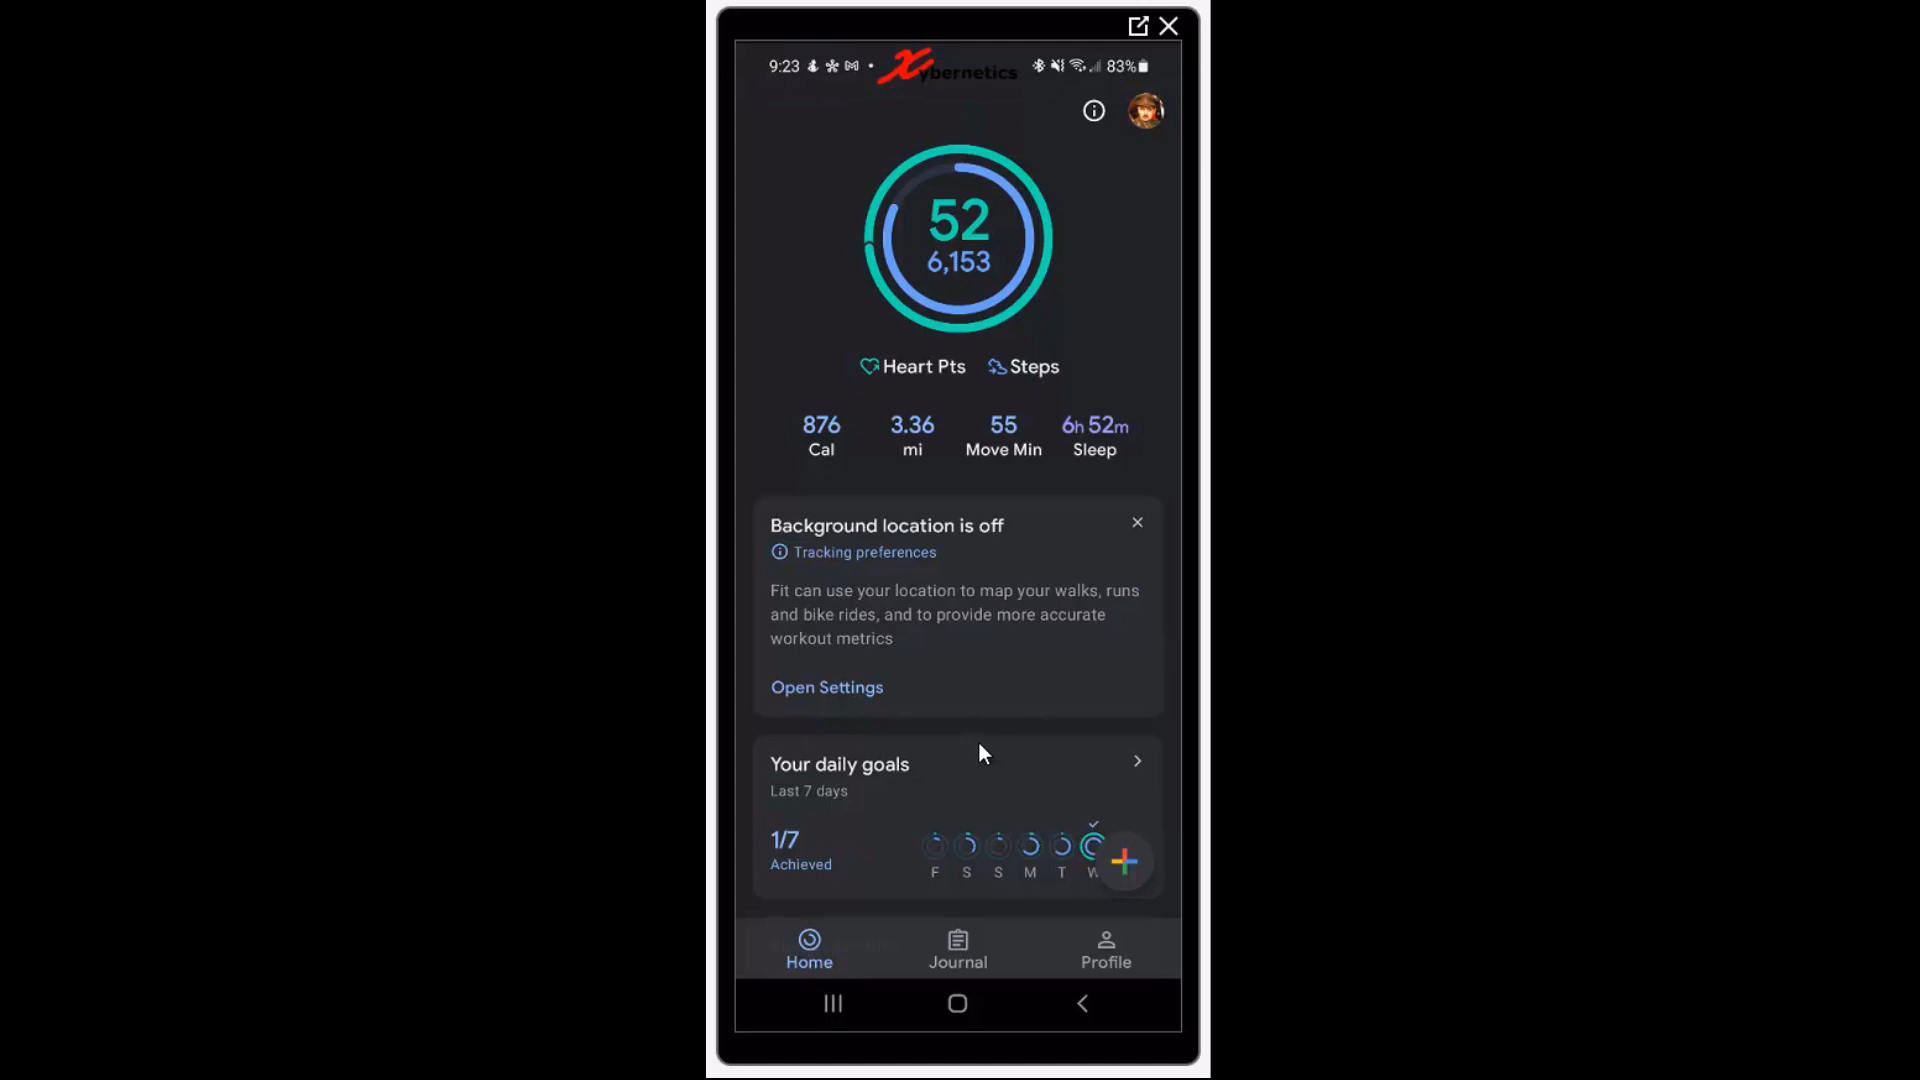 9:23
Xybernetics
83%
52
6,153
Heart Pts
Steps
876
3.36
55
6h 52m
Cal
mi
Move Min
Sleep
Background location is off
Tracking preferences
Fit can use your location to map your walks, runs
and bike rides, and to provide more accurate
workout metrics
Open Settings
Your daily goals
Last 7 days
1/7
Achieved
F S S M T W
Home
Journal
Profile